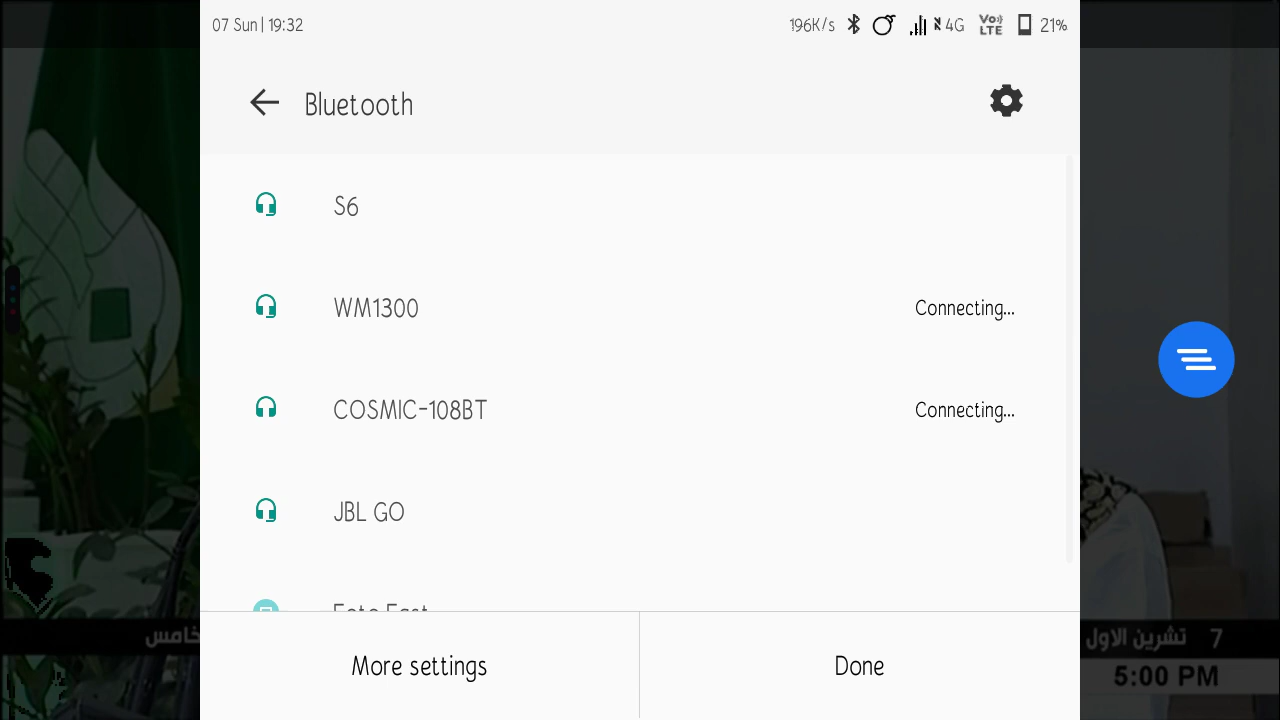 07 Sun | 19:32
196K/s 4G Vo)) LTE 21%
Bluetooth
S6
WM1300
Connecting...
COSMIC-108BT
Connecting...
JBL GO
More settings
Done
خامس
7 تشرين الاول
5:00 PM